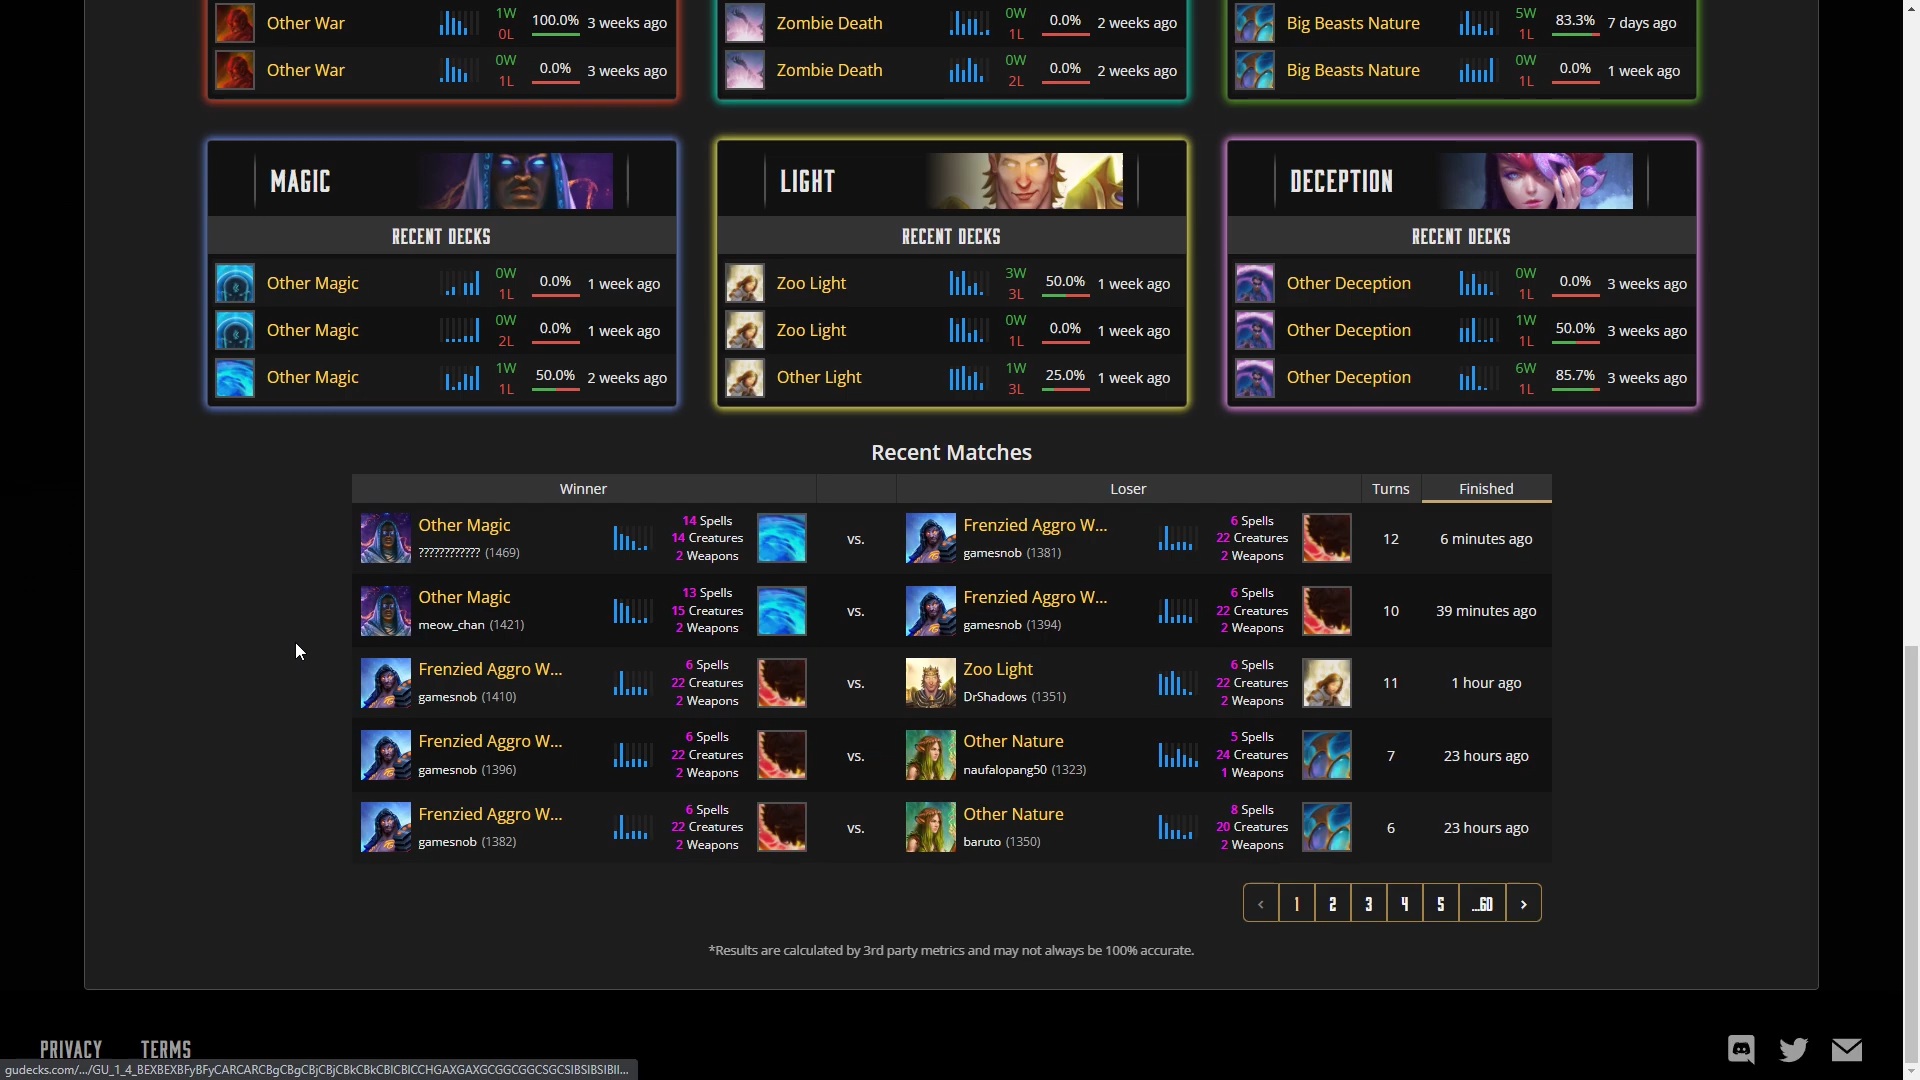 Other War 1W 0L 100.0% 3 weeks ago
Other War 0W 1L 0.0% 3 weeks ago
Zombie Death 0W 1L 0.0% 2 weeks ago
Zombie Death 0W 2L 0.0% 2 weeks ago
Big Beasts Nature 5W 1L 83.3% 7 days ago
Big Beasts Nature 0W 1L 0.0% 1 week ago
MAGIC
RECENT DECKS
Other Magic 0W 1L 0.0% 1 week ago
Other Magic 0W 2L 0.0% 1 week ago
Other Magic 1W 1L 50.0% 2 weeks ago
LIGHT
RECENT DECKS
Zoo Light 3W 3L 50.0% 1 week ago
Zoo Light 0W 1L 0.0% 1 week ago
Other Light 1W 3L 25.0% 1 week ago
DECEPTION
RECENT DECKS
Other Deception 0W 1L 0.0% 3 weeks ago
Other Deception 1W 1L 50.0% 3 weeks ago
Other Deception 6W 1L 85.7% 3 weeks ago
Recent Matches
Winner Loser Turns Finished
Other Magic
???????????? (1469)
14 Spells
14 Creatures
2 Weapons
vs.
Frenzied Aggro W...
gamesnob (1381)
6 Spells
22 Creatures
2 Weapons
12
6 minutes ago
Other Magic
meow_chan (1421)
13 Spells
15 Creatures
2 Weapons
vs.
Frenzied Aggro W...
gamesnob (1394)
6 Spells
22 Creatures
2 Weapons
10
39 minutes ago
Frenzied Aggro W...
gamesnob (1410)
6 Spells
22 Creatures
2 Weapons
vs.
Zoo Light
DrShadows (1351)
6 Spells
22 Creatures
2 Weapons
11
1 hour ago
Frenzied Aggro W...
gamesnob (1396)
6 Spells
22 Creatures
2 Weapons
vs.
Other Nature
naufalopang50 (1323)
5 Spells
24 Creatures
1 Weapons
7
23 hours ago
Frenzied Aggro W...
gamesnob (1382)
6 Spells
22 Creatures
2 Weapons
vs.
Other Nature
baruto (1350)
8 Spells
20 Creatures
2 Weapons
6
23 hours ago
< 1 2 3 4 5 ...60 >
*Results are calculated by 3rd party metrics and may not always be 100% accurate.
PRIVACY TERMS